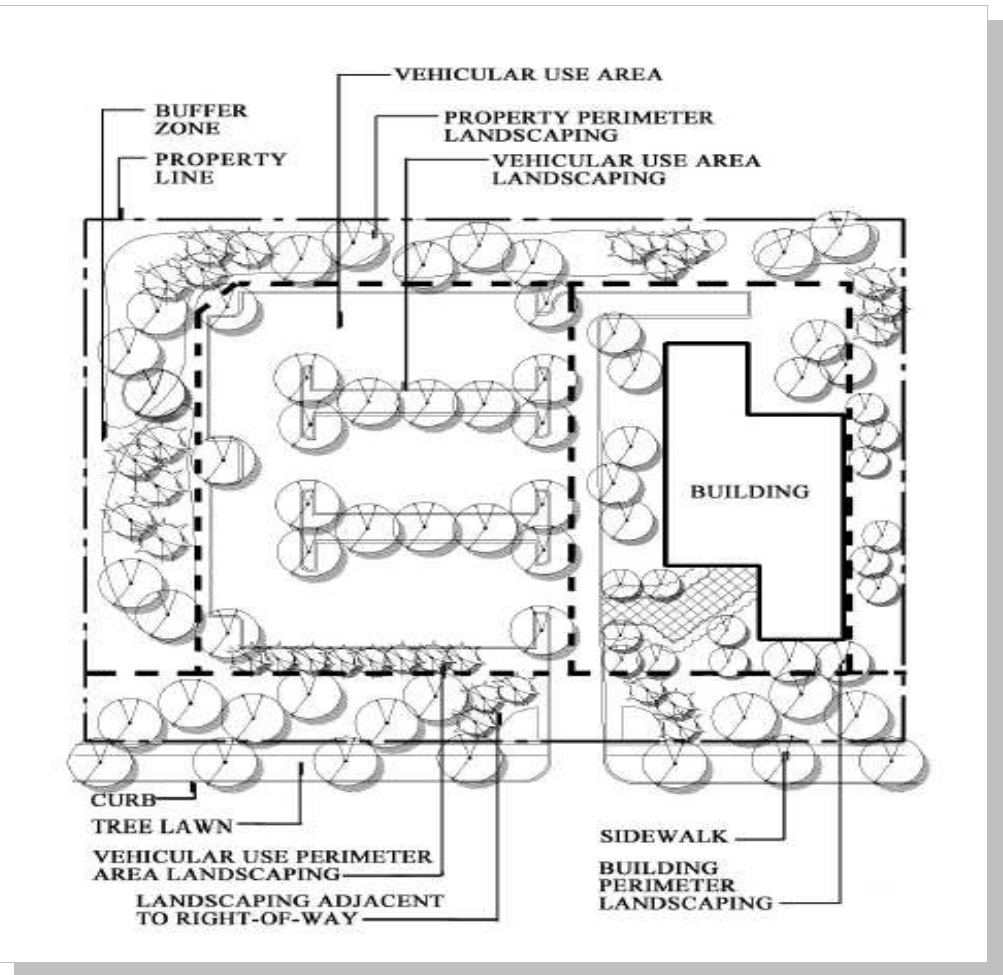 VEHICULAR USE AREA
BUFFER
ZONE
PROPERTY PERIMETER
LANDSCAPING
PROPERTY
LINE
VEHICULAR USE AREA
LANDSCAPING
BUILDING
CURB
TREE LAWN
VEHICULAR USE PERIMETER
AREA LANDSCAPING
LANDSCAPING ADJACENT
TO RIGHT-OF-WAY
SIDEWALK
BUILDING
PERIMETER
LANDSCAPING